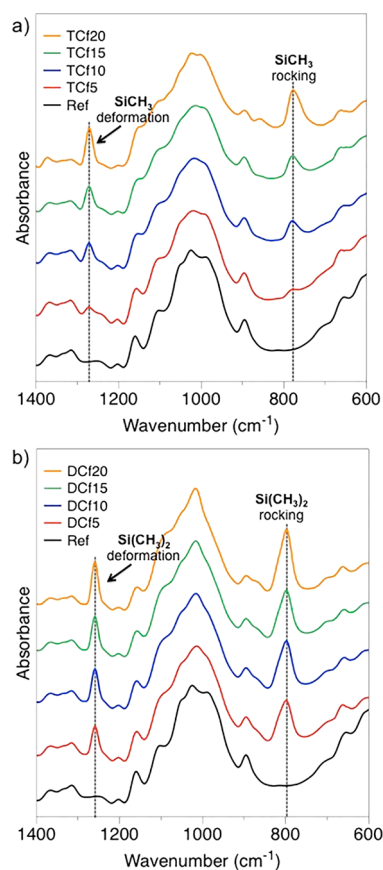 a)
TCf20
TCf15
TCf10
TCf5
Ref
SiCH3
deformation
SiCH3
rocking
Absorbance
1400 1200 1000 800 600
Wavenumber (cm-1)
b)
DCf20
DCf15
DCf10
DCf5
Ref
Si(CH3)2
deformation
Si(CH3)2
rocking
Absorbance
1400 1200 1000 800 600
Wavenumber (cm-1)